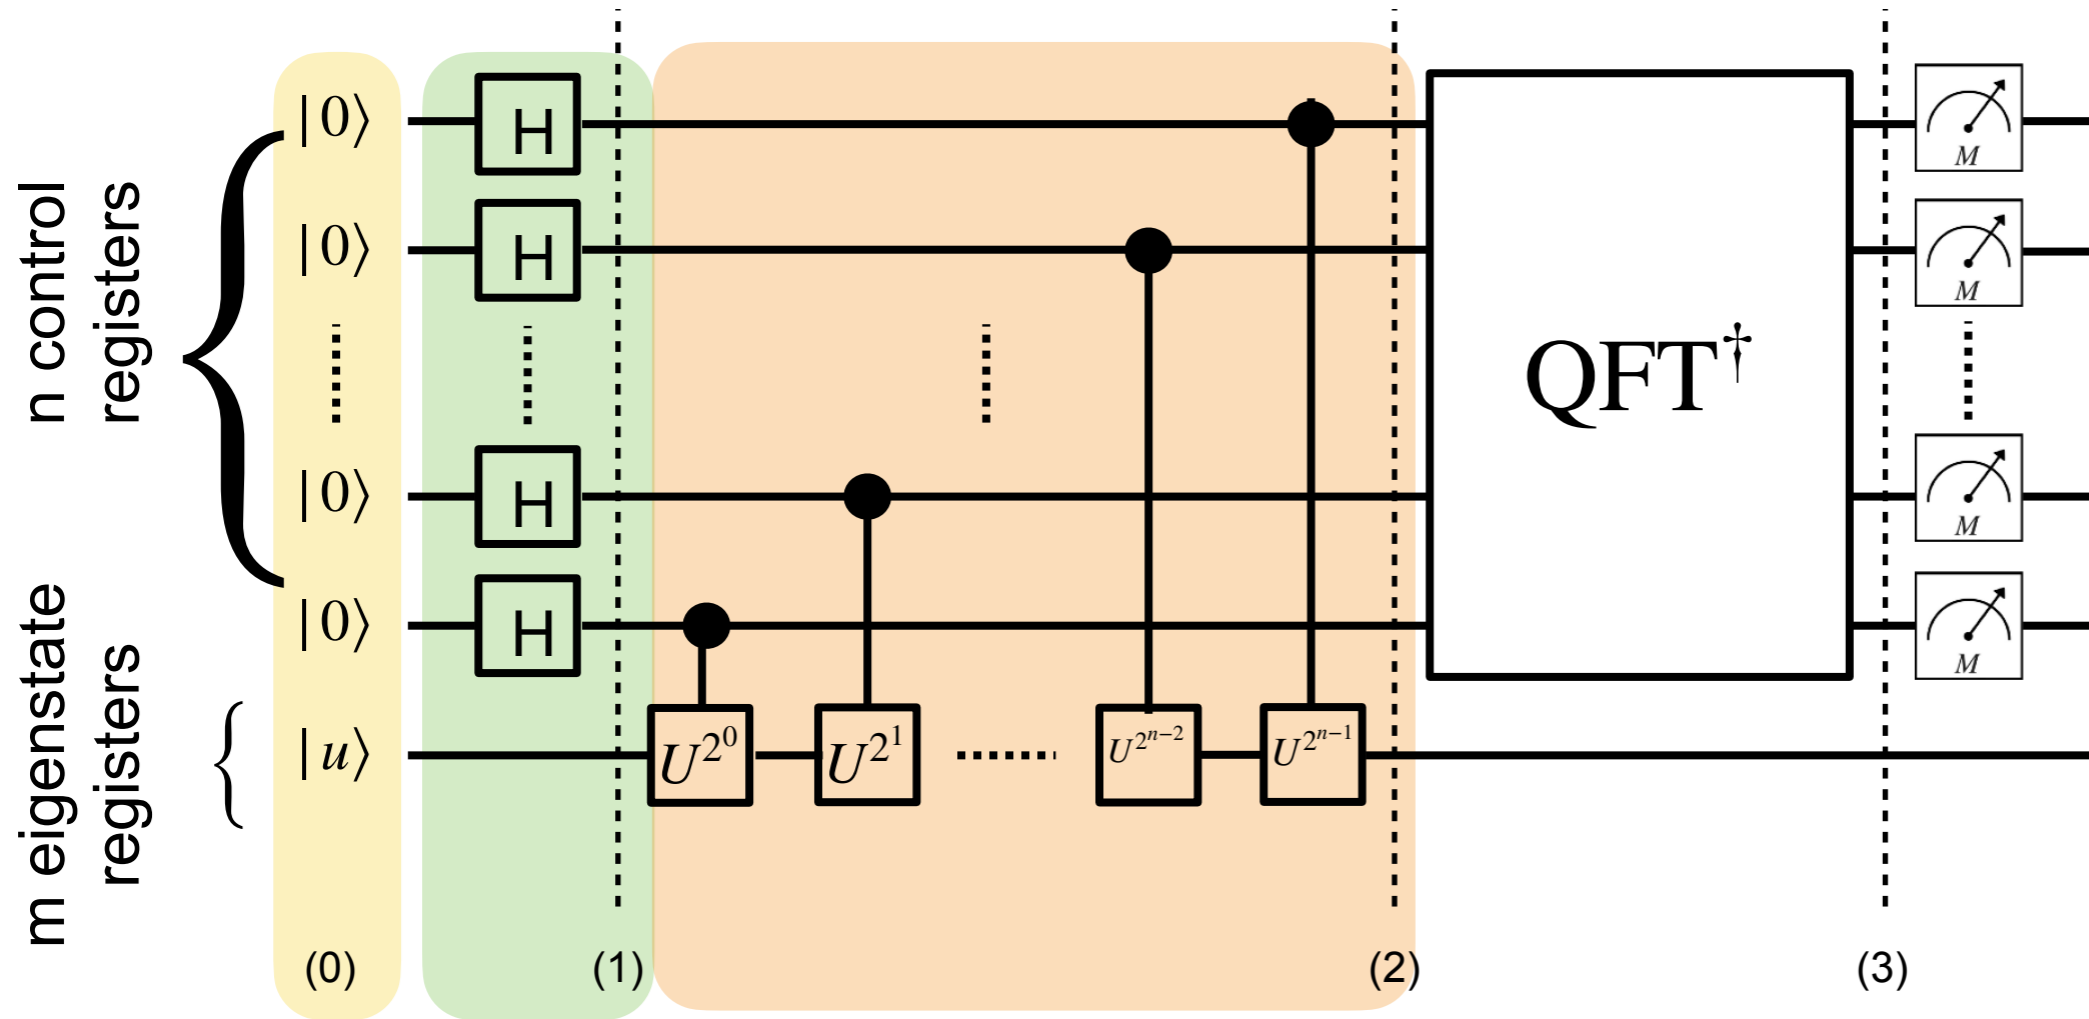 n control
registers
m eigenstate
registers
|0⟩
H
M
|0⟩
H
M
QFT†
|0⟩
H
M
|0⟩
H
M
|u⟩
U^{2^0}
U^{2^1}
U^{2^{n−2}}
U^{2^{n−1}}
(0)
(1)
(2)
(3)